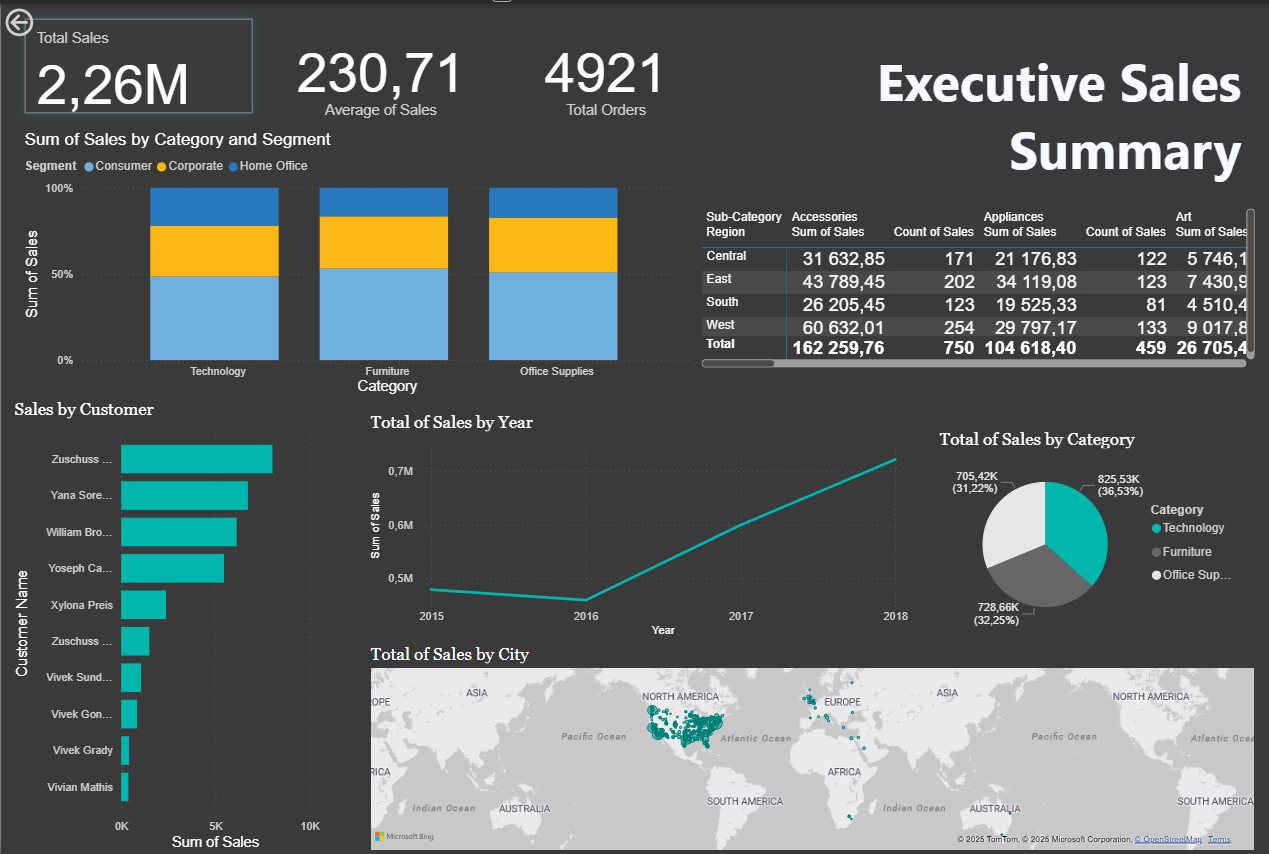 Total Sales
2,26M
230,71
Average of Sales
4921
Total Orders
Executive Sales
Summary
Sum of Sales by Category and Segment
Segment Consumer Corporate Home Office
100%
50%
0%
Sum of Sales
Technology Furniture Office Supplies
Category
Sub-Category Accessories Appliances Art
Region Sum of Sales Count of Sales Sum of Sales Count of Sales Sum of Sales
Central 31 632,85 171 21 176,83 122 5 746,1
East 43 789,45 202 34 119,08 123 7 430,9
South 26 205,45 123 19 525,33 81 4 510,4
West 60 632,01 254 29 797,17 133 9 017,8
Total 162 259,76 750 104 618,40 459 26 705,4
Sales by Customer
Customer Name
Zuschuss ...
Yana Sore...
William Bro...
Yoseph Ca...
Xylona Preis
Zuschuss ...
Vivek Sund...
Vivek Gon...
Vivek Grady
Vivian Mathis
0K 5K 10K
Sum of Sales
Total of Sales by Year
0,7M
0,6M
0,5M
Sum of Sales
2015 2016 2017 2018
Year
Total of Sales by Category
705,42K
(31,22%)
825,53K
(36,53%)
728,66K
(32,25%)
Category
Technology
Furniture
Office Sup...
Total of Sales by City
ASIA NORTH AMERICA EUROPE ASIA NORTH AMERICA
ROPE
Pacific Ocean Atlantic Ocean Pacific Ocean Atlantic Ocea
RICA AFRICA
SOUTH AMERICA SOUTH AMERICA
Indian Ocean AUSTRALIA Indian Ocean AUSTRALIA
Microsoft Bing
© 2025 TomTom, © 2025 Microsoft Corporation, © OpenStreetMap Terms